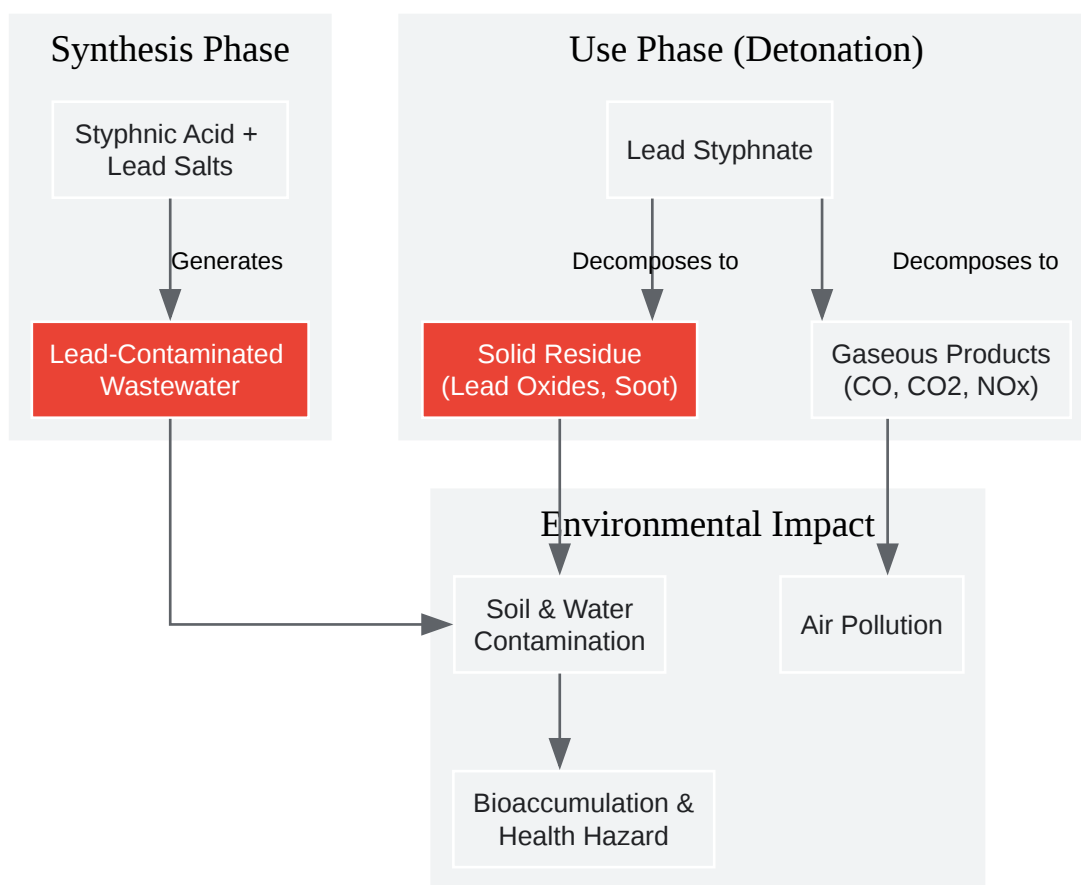 Synthesis Phase
Styphnic Acid +
Lead Salts
Generates
Lead-Contaminated
Wastewater
Use Phase (Detonation)
Lead Styphnate
Decomposes to
Decomposes to
Solid Residue
(Lead Oxides, Soot)
Gaseous Products
(CO, CO2, NOx)
Environmental Impact
Soil & Water
Contamination
Air Pollution
Bioaccumulation &
Health Hazard